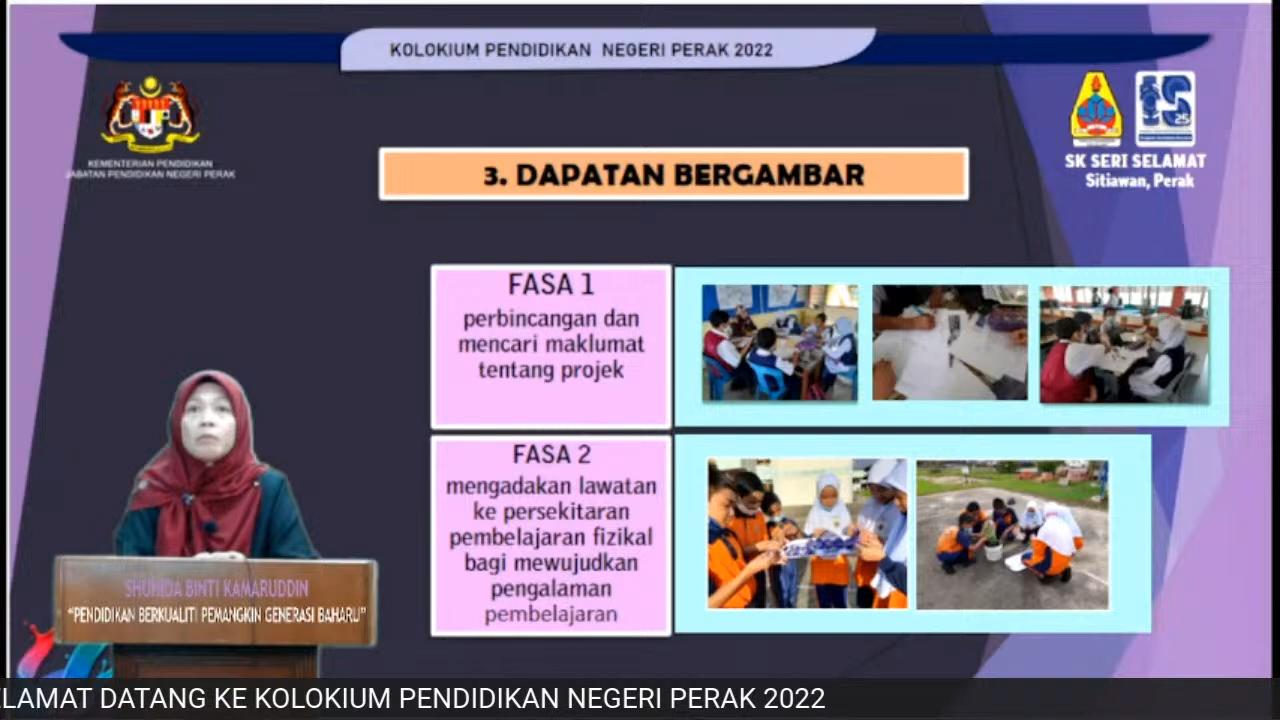 KOLOKIUM PENDIDIKAN NEGERI PERAK 2022
KEMENTERIAN PENDIDIKAN
JABATAN PENDIDIKAN NEGERI PERAK
25
SK SERI SELAMAT
Sitiawan, Perak
3. DAPATAN BERGAMBAR
FASA 1
perbincangan dan
mencari maklumat
tentang projek
FASA 2
mengadakan lawatan
ke persekitaran
pembelajaran fizikal
bagi mewujudkan
pengalaman
pembelajaran
SHUHIDA BINTI KAMARUDDIN
“PENDIDIKAN BERKUALITI PEMANGKIN GENERASI BAHARU”
ELAMAT DATANG KE KOLOKIUM PENDIDIKAN NEGERI PERAK 2022